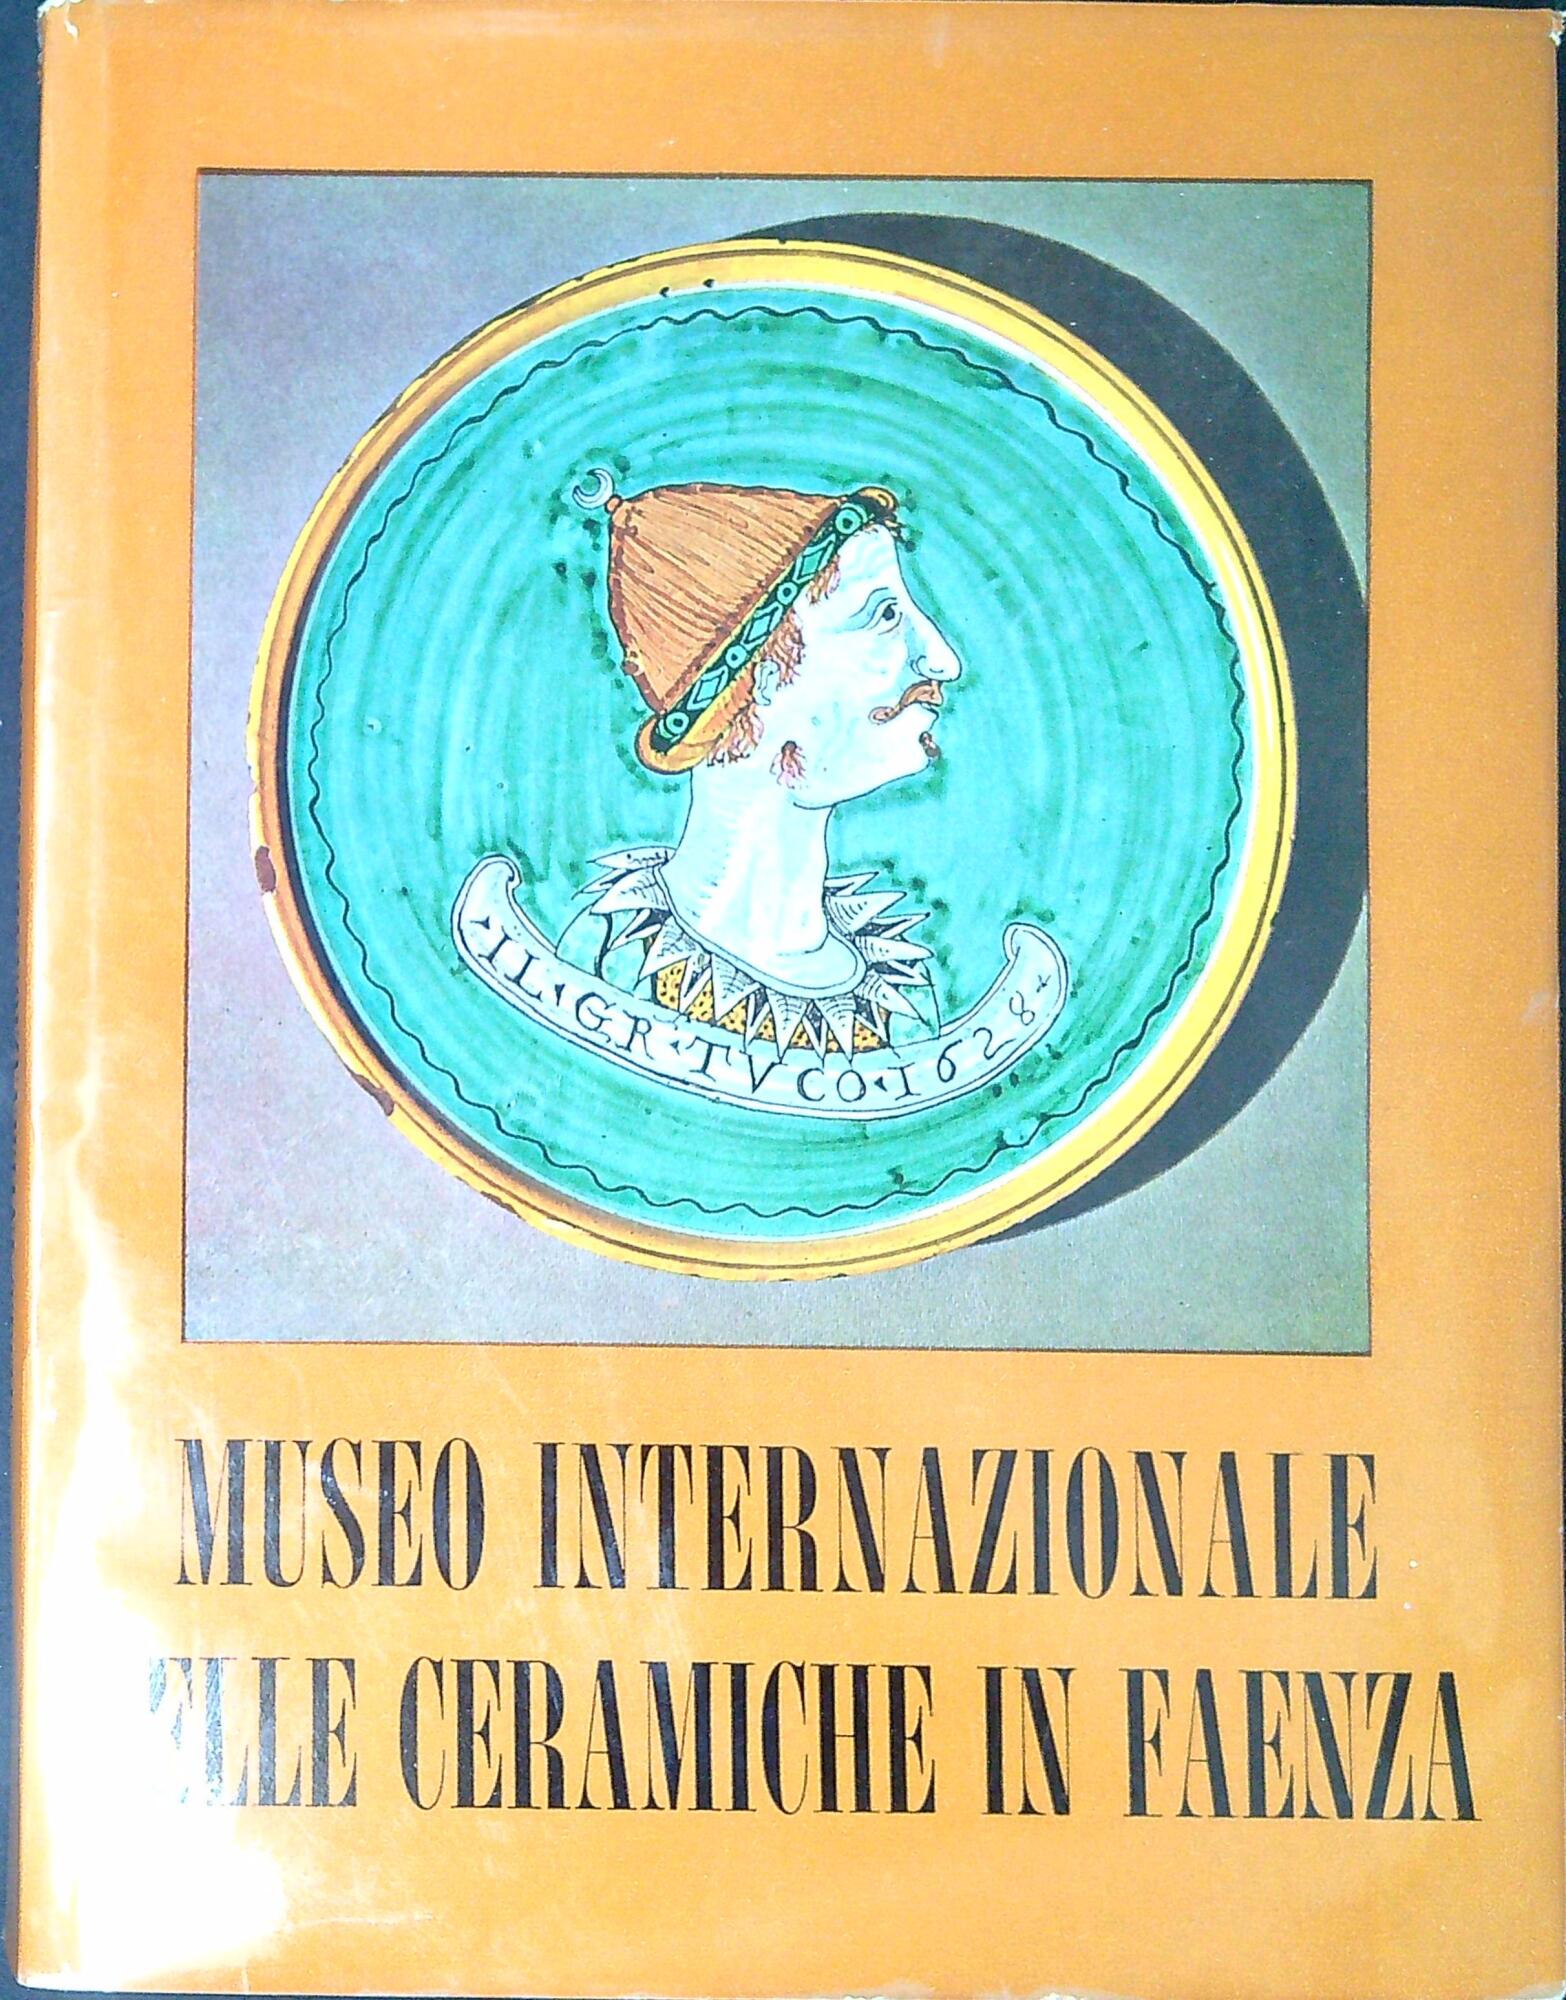 IL · GR · TVCO · 1628
MUSEO INTERNAZIONALE
ELLE CERAMICHE IN FAENZA